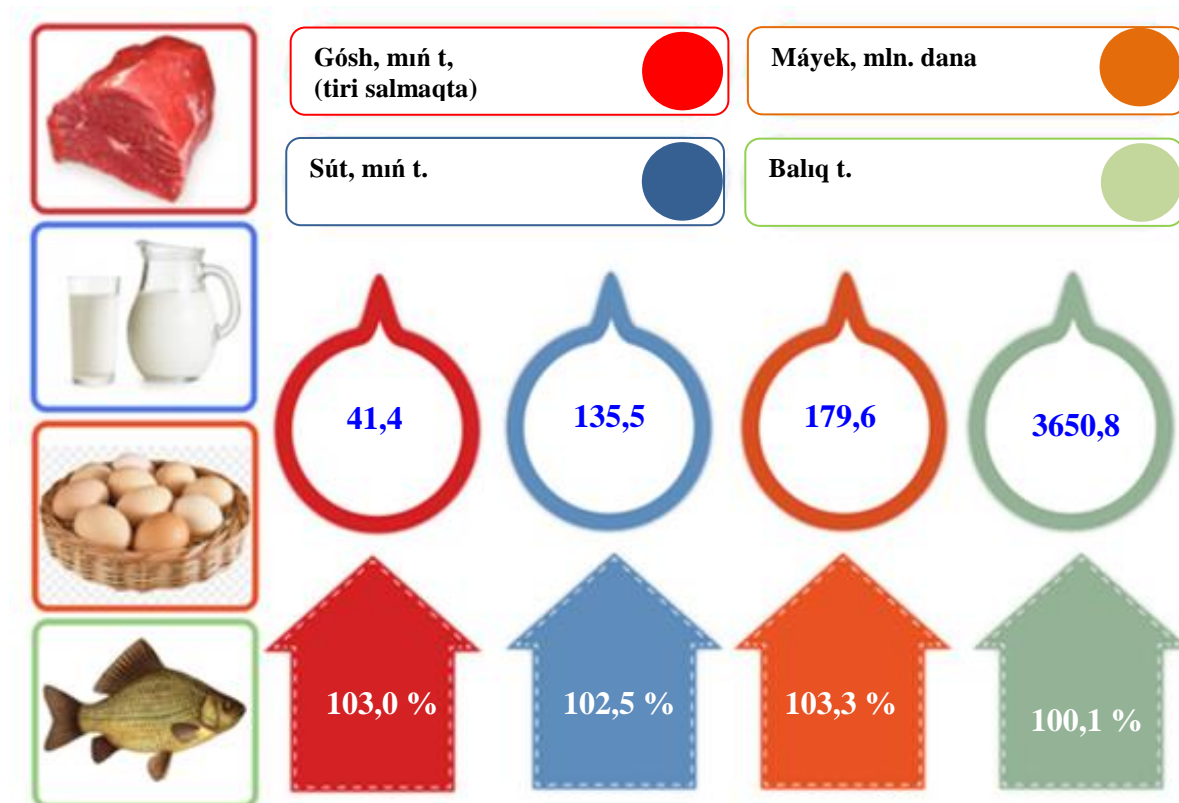 Gósh, mıń t,
(tiri salmaqta)
Máyek, mln. dana
Sút, mıń t.
Balıq t.
41,4
135,5
179,6
3650,8
103,0 %
102,5 %
103,3 %
100,1 %